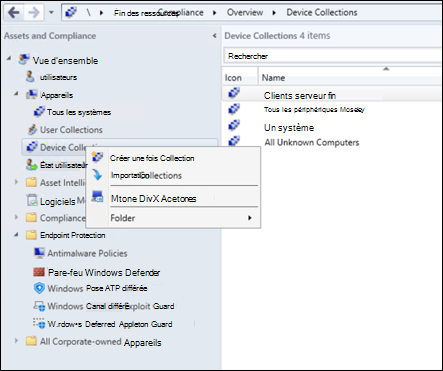 \ Fin des ressources Compliance Overview Device Collections
Assets and Compliance
Vue d'ensemble
utilisateurs
Appareils
Tous les systèmes
User Collections
Device Collecti
État utilisateur
Asset Intelli
Logiciels
Compliance
Endpoint Protection
Antimalware Policies
Pare-feu Windows Defender
Windows Pose ATP différée
Windows Canal différé Exploit Guard
W.rdow•s Deferred Appleton Guard
All Corporate-owned Appareils
Créer une fois Collection
Importation Collections
Mtone DivX Acetores
Folder
Device Collections 4 items
Rechercher
Icon Name
Clients serveur fin
Tous les périphériques Moseley
Un système
All Unknown Computers